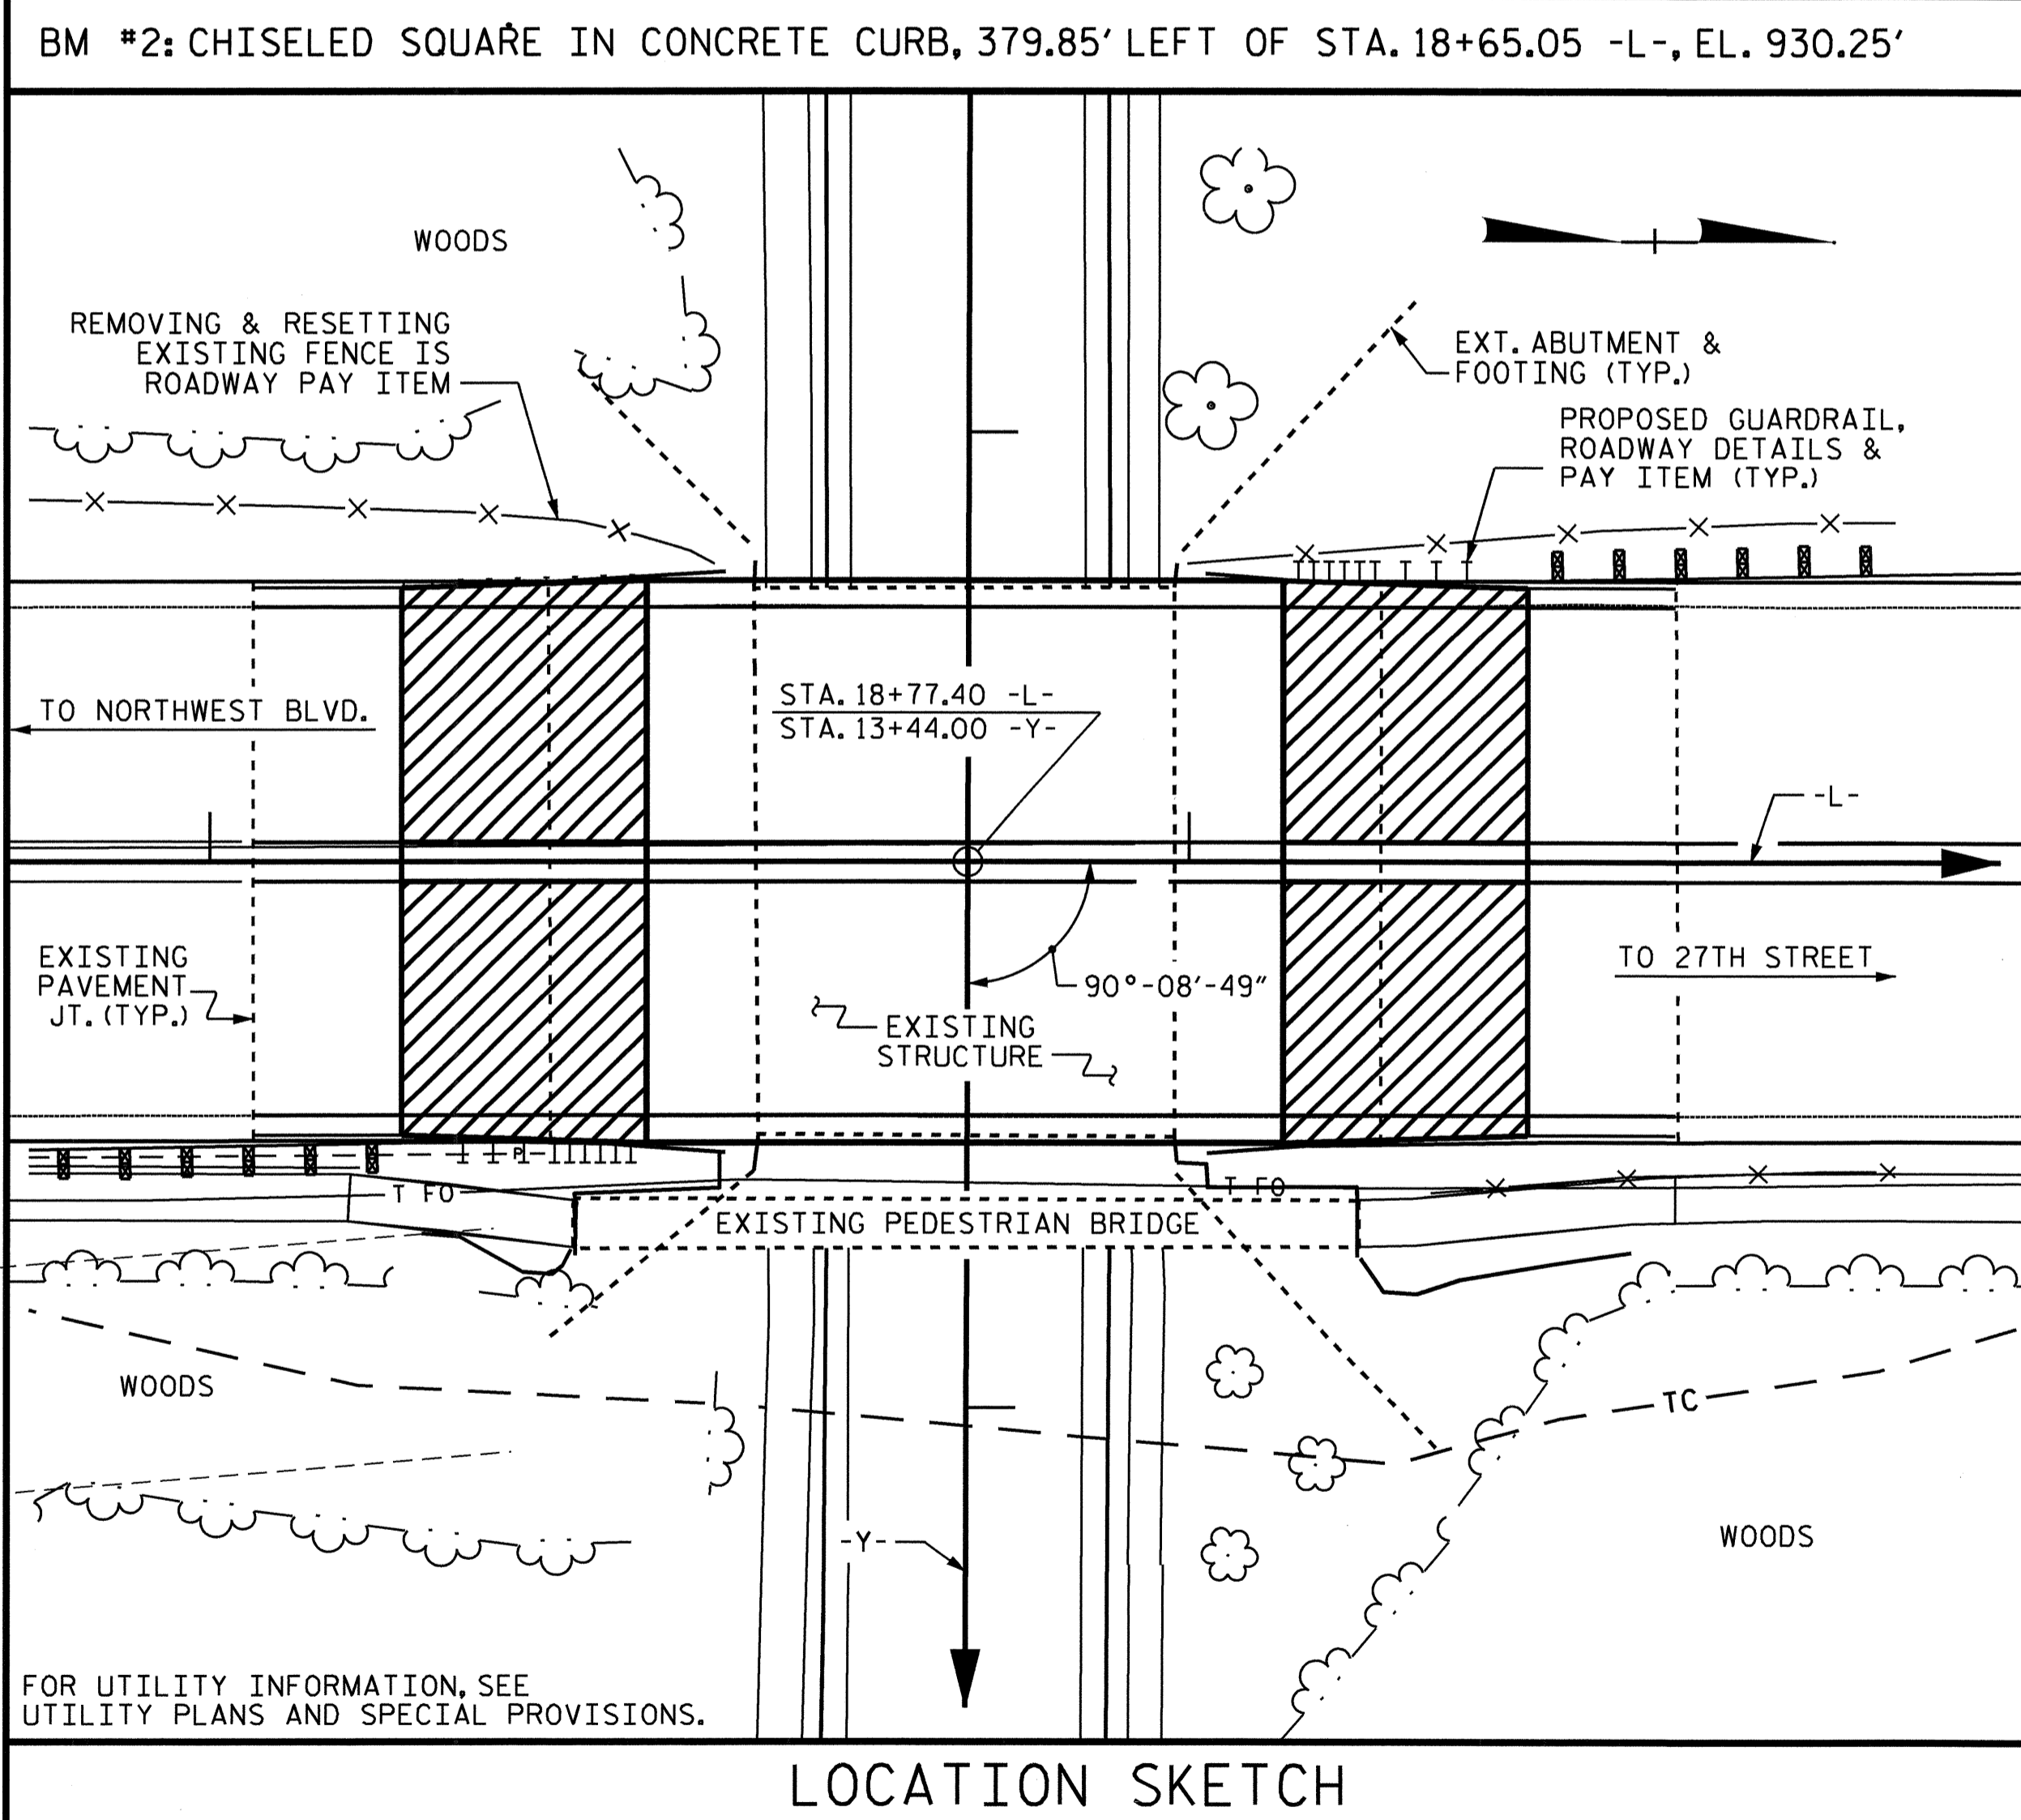 BM #2: CHISELED SQUARE IN CONCRETE CURB, 379.85' LEFT OF STA. 18+65.05 -L-, EL. 930.25'
WOODS
REMOVING & RESETTING
EXISTING FENCE IS
ROADWAY PAY ITEM
EXT. ABUTMENT &
FOOTING (TYP.)
PROPOSED GUARDRAIL,
ROADWAY DETAILS &
PAY ITEM (TYP.)
TO NORTHWEST BLVD.
STA. 18+77.40 -L-
STA. 13+44.00 -Y-
-L-
EXISTING
PAVEMENT
JT. (TYP.)
90°-08'-49"
TO 27TH STREET
EXISTING
STRUCTURE
P
T FO
T FO
EXISTING PEDESTRIAN BRIDGE
WOODS
TC
-Y-
WOODS
FOR UTILITY INFORMATION, SEE
UTILITY PLANS AND SPECIAL PROVISIONS.
LOCATION SKETCH